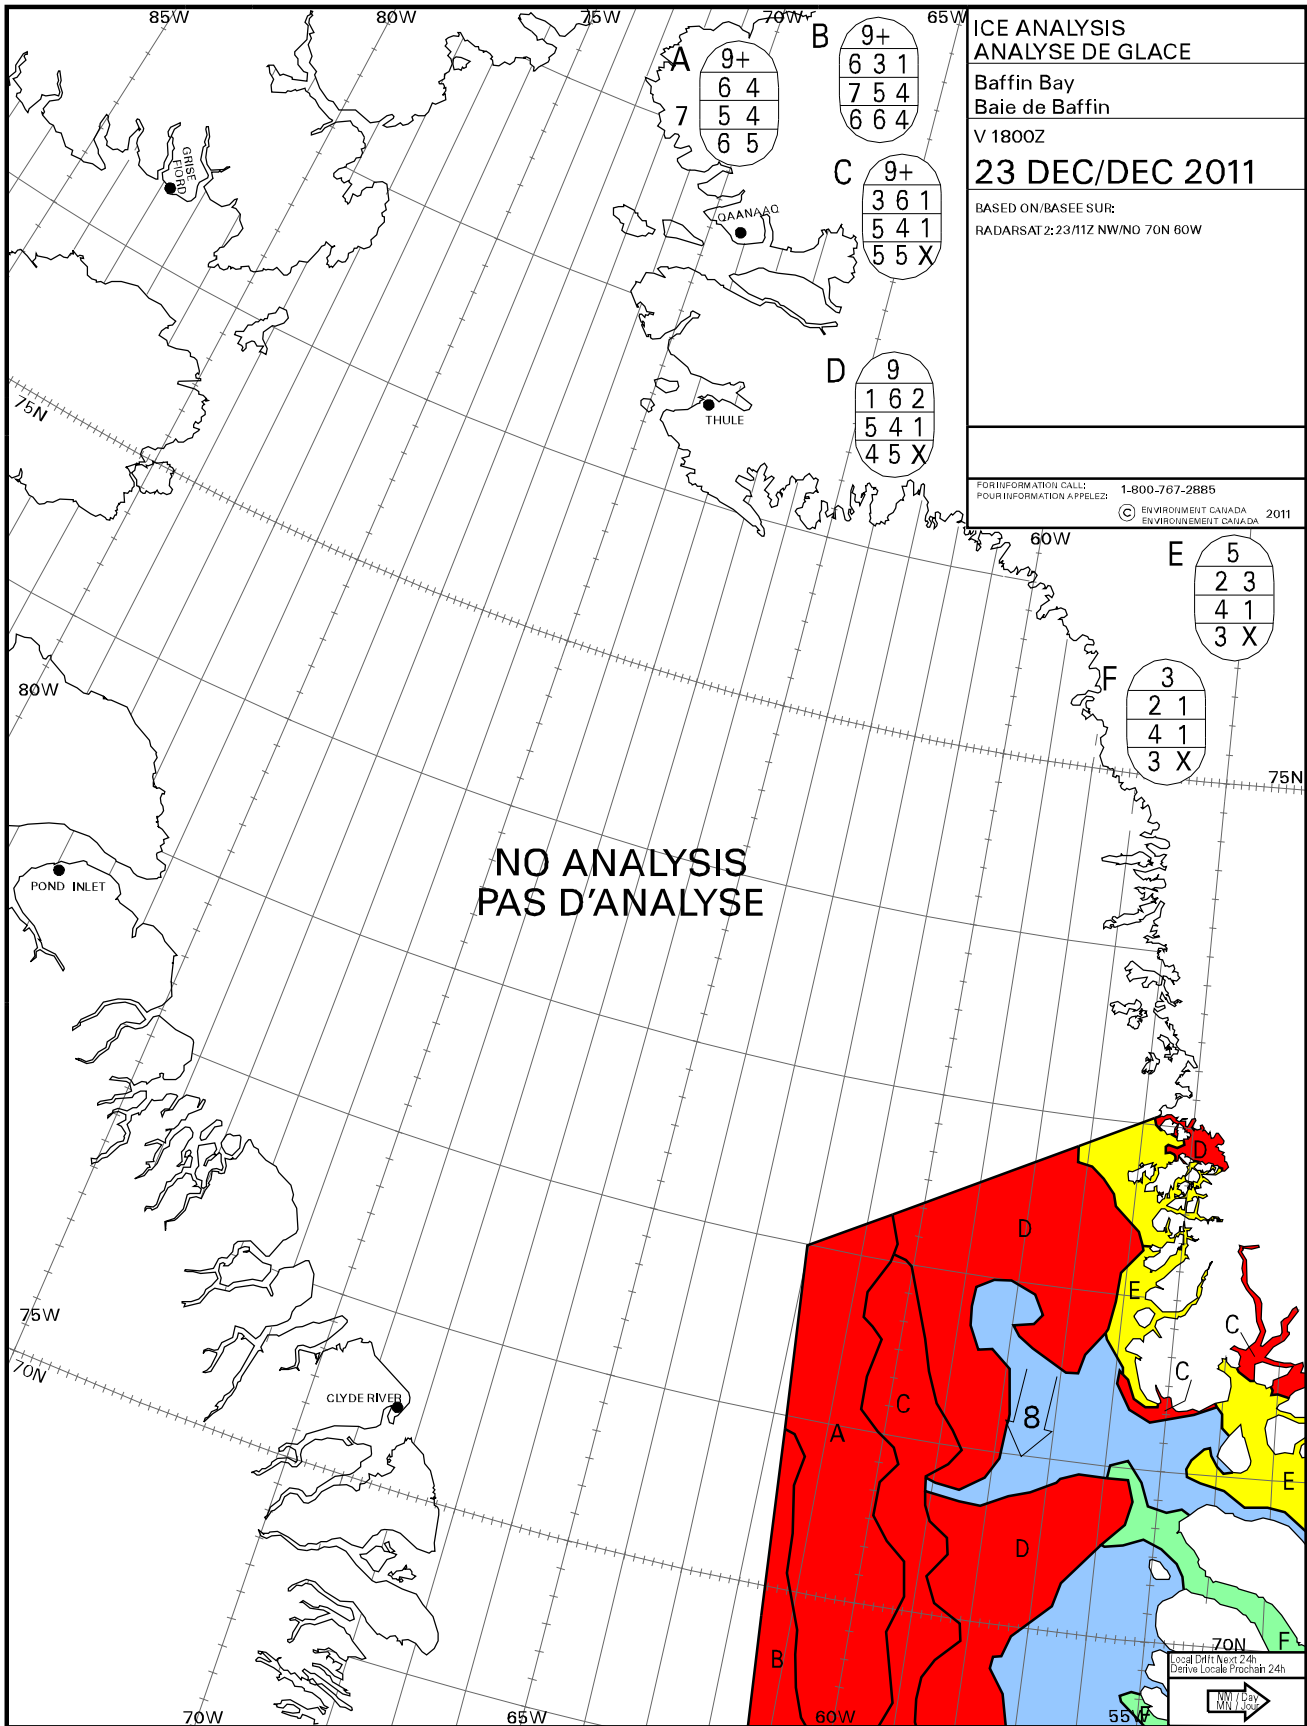 85W
80W
75W
70W
65W
A
9+
6 4
7
5 4
6 5
B
9+
6 3 1
7 5 4
6 6 4
C
9+
3 6 1
5 4 1
5 5 X
D
9
1 6 2
5 4 1
4 5 X
ICE ANALYSIS
ANALYSE DE GLACE
Baffin Bay
Baie de Baffin
V 1800Z
23 DEC/DEC 2011
BASED ON/BASEE SUR:
RADARSAT2: 23/11Z NW/NO 70N 60W
FOR INFORMATION CALL:
POUR INFORMATION APPELEZ:
1-800-767-2885
© ENVIRONMENT CANADA
ENVIRONNEMENT CANADA
2011
GRISE
FIORD
QAANAAQ
THULE
75N
60W
E
5
2 3
4 1
3 X
F
3
2 1
4 1
3 X
80W
75N
NO ANALYSIS
PAS D'ANALYSE
POND INLET
D
D
E
75W
C
C
70N
CLYDE RIVER
C
8
A
E
D
B
70N
F
Local Drift Next 24h
Derive Locale Prochain 24h
NM / Day
MN / Jour
70W
65W
60W
55W
F